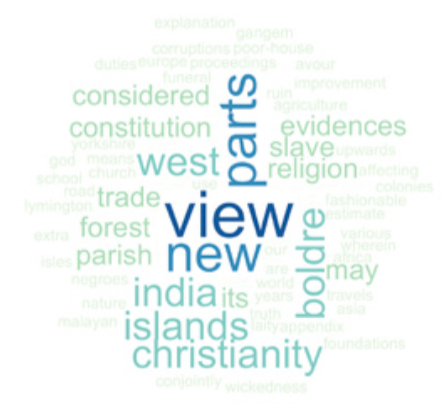 explanation
gangem
corruptions poor-house
duties europe proceedings avour
funeral
improvement
considered
parts
ruin
agriculture
constitution
evidences
slave
upwards
yorkshire
god means
west
religion
affecting
school church
colonies
road
use
trade
fashionable
lymington
view
estimate
forest
boldre
various
extra
new
our
wherein
parish
africa
isles
are
may
negroes
world
india
its
years
travels
nature
asia
truth
malayan
islands
laity appendix
christianity
foundations
conjointly wickedness